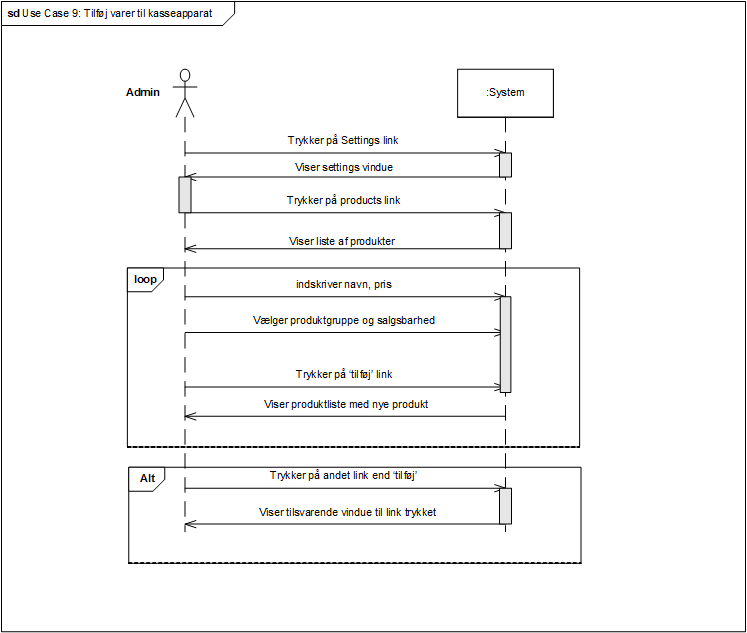 sd Use Case 9: Tilføj varer til kasseapparat
Admin
:System
Trykker på Settings link
Viser settings vindue
Trykker på products link
Viser liste af produkter
loop
indskriver navn, pris
Vælger produktgruppe og salgsbarhed
Trykker på ‘tilføj’ link
Viser produktliste med nye produkt
Alt
Trykker på andet link end ‘tilføj’
Viser tilsvarende vindue til link trykket